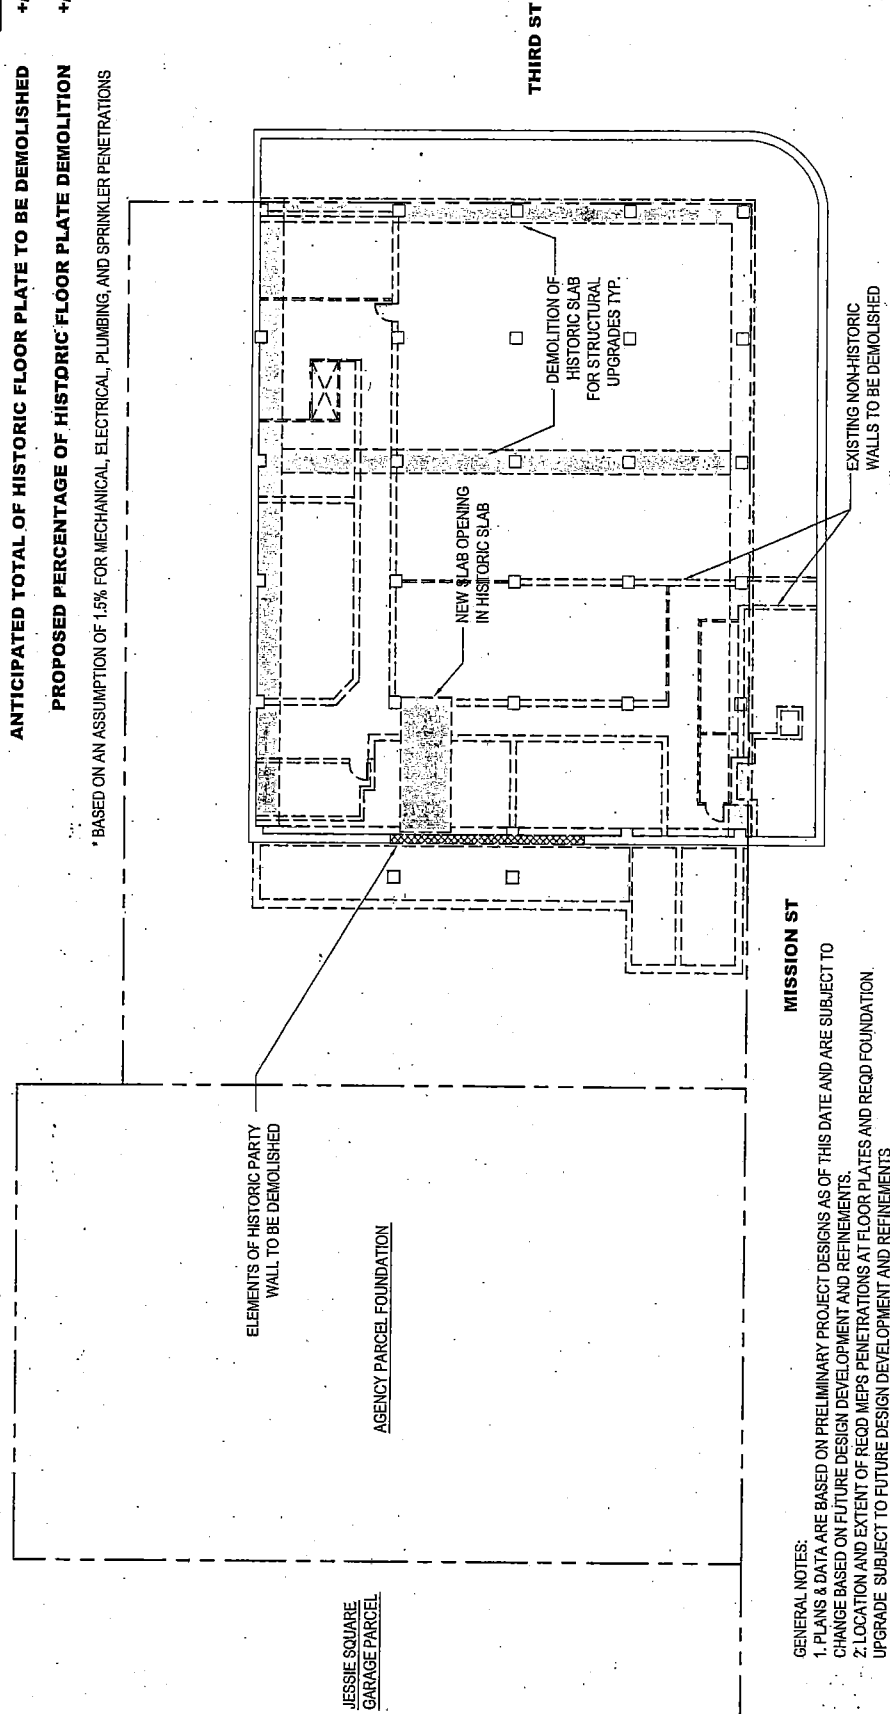 ANTICIPATED TOTAL OF HISTORIC FLOOR PLATE TO BE DEMOLISHED
PROPOSED PERCENTAGE OF HISTORIC FLOOR PLATE DEMOLITION
* BASED ON AN ASSUMPTION OF 1.5% FOR MECHANICAL, ELECTRICAL, PLUMBING, AND SPRINKLER PENETRATIONS
THIRD ST
DEMOLITION OF
HISTORIC SLAB
FOR STRUCTURAL
UPGRADES TYP.
EXISTING NON-HISTORIC
WALLS TO BE DEMOLISHED
NEW SLAB OPENING
IN HISTORIC SLAB
MISSION ST
ELEMENTS OF HISTORIC PARTY
WALL TO BE DEMOLISHED
AGENCY PARCEL FOUNDATION
JESSIE SQUARE
GARAGE PARCEL
GENERAL NOTES:
1. PLANS & DATA ARE BASED ON PRELIMINARY PROJECT DESIGNS AS OF THIS DATE AND ARE SUBJECT TO
CHANGE BASED ON FUTURE DESIGN DEVELOPMENT AND REFINEMENTS.
2. LOCATION AND EXTENT OF REQD MEPS PENETRATIONS AT FLOOR PLATES AND REQD FOUNDATION
UPGRADE SUBJECT TO FUTURE DESIGN DEVELOPMENT AND REFINEMENTS